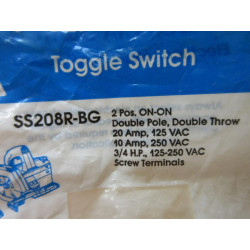 Toggle Switch
SS208R-BG
2 Pos. ON-ON
Double Pole, Double Throw
20 Amp, 125 VAC
10 Amp, 250 VAC
3/4 H.P., 125-250 VAC
Screw Terminals